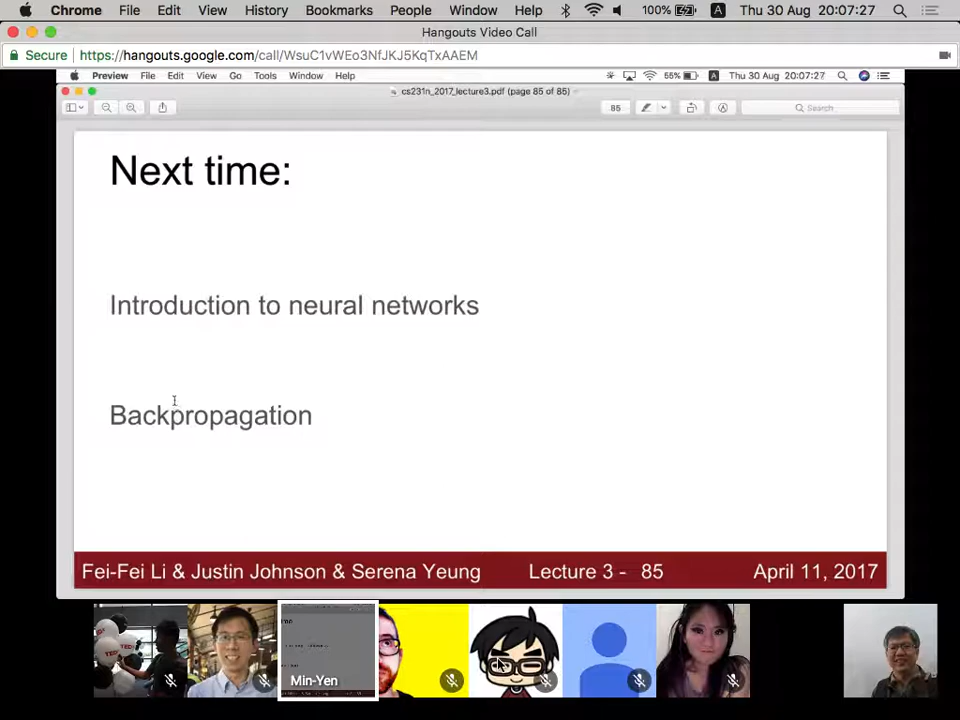 Chrome File Edit View History Bookmarks People Window Help 100% A Thu 30 Aug 20:07:27
Hangouts Video Call
Secure https://hangouts.google.com/call/WsuC1vWEo3NfJKJ5KqTxAAEM
Preview File Edit View Go Tools Window Help 55% A Thu 30 Aug 20:07:27
cs231n_2017_lecture3.pdf (page 85 of 85)
85 Search
Next time:
Introduction to neural networks
Backpropagation
Fei-Fei Li & Justin Johnson & Serena Yeung Lecture 3 - 85 April 11, 2017
TEDx
Min-Yen